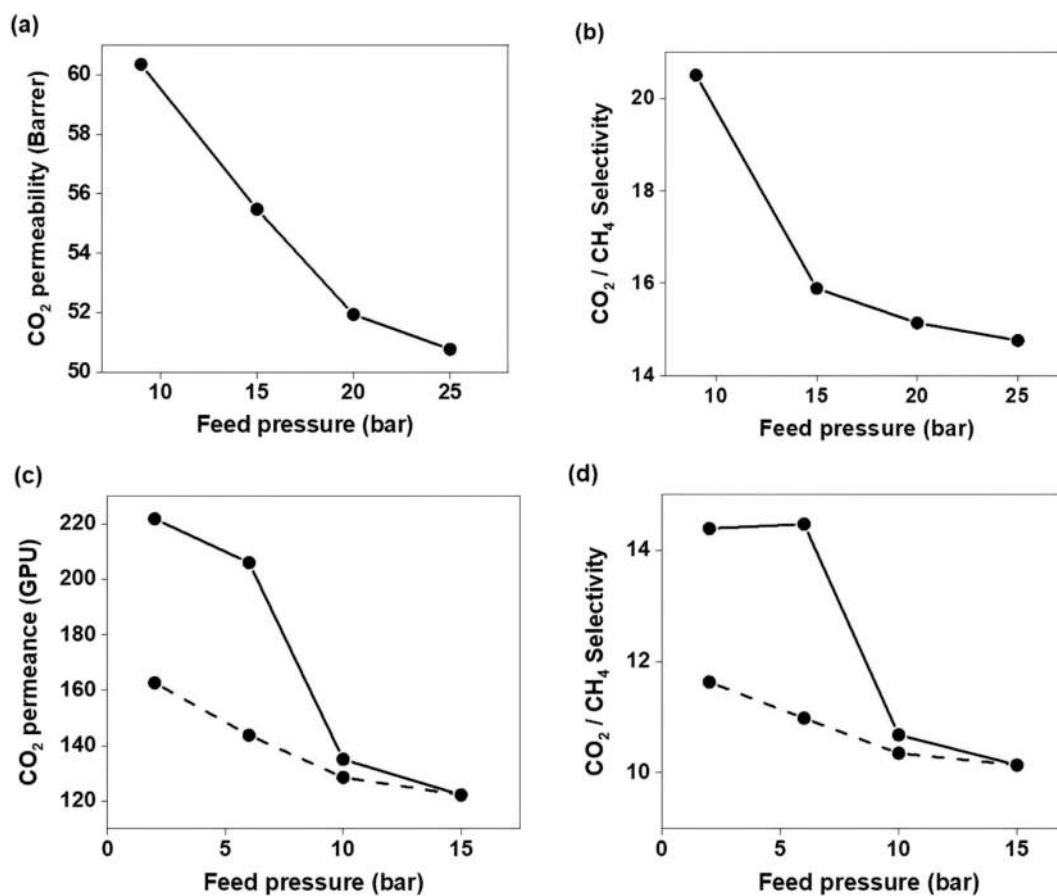 (a)
CO₂ permeability (Barrer)
60
58
56
54
52
50
10 15 20 25
Feed pressure (bar)
(b)
CO₂ / CH₄ Selectivity
20
18
16
14
10 15 20 25
Feed pressure (bar)
(c)
CO₂ permeance (GPU)
220
200
180
160
140
120
0 5 10 15
Feed pressure (bar)
(d)
CO₂ / CH₄ Selectivity
14
12
10
0 5 10 15
Feed pressure (bar)